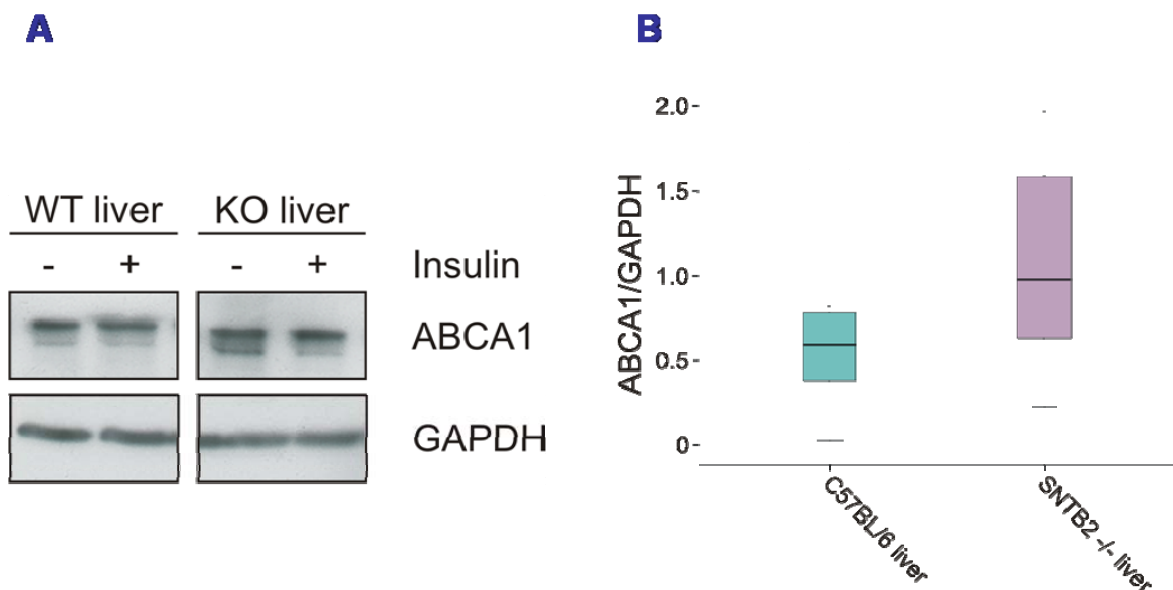 A
WT liver KO liver
- + - + Insulin
ABCA1
GAPDH
B
ABCA1/GAPDH
2.0-
1.5-
1.0-
0.5-
0-
C57BL/6 liver
SNTB2 -/- liver